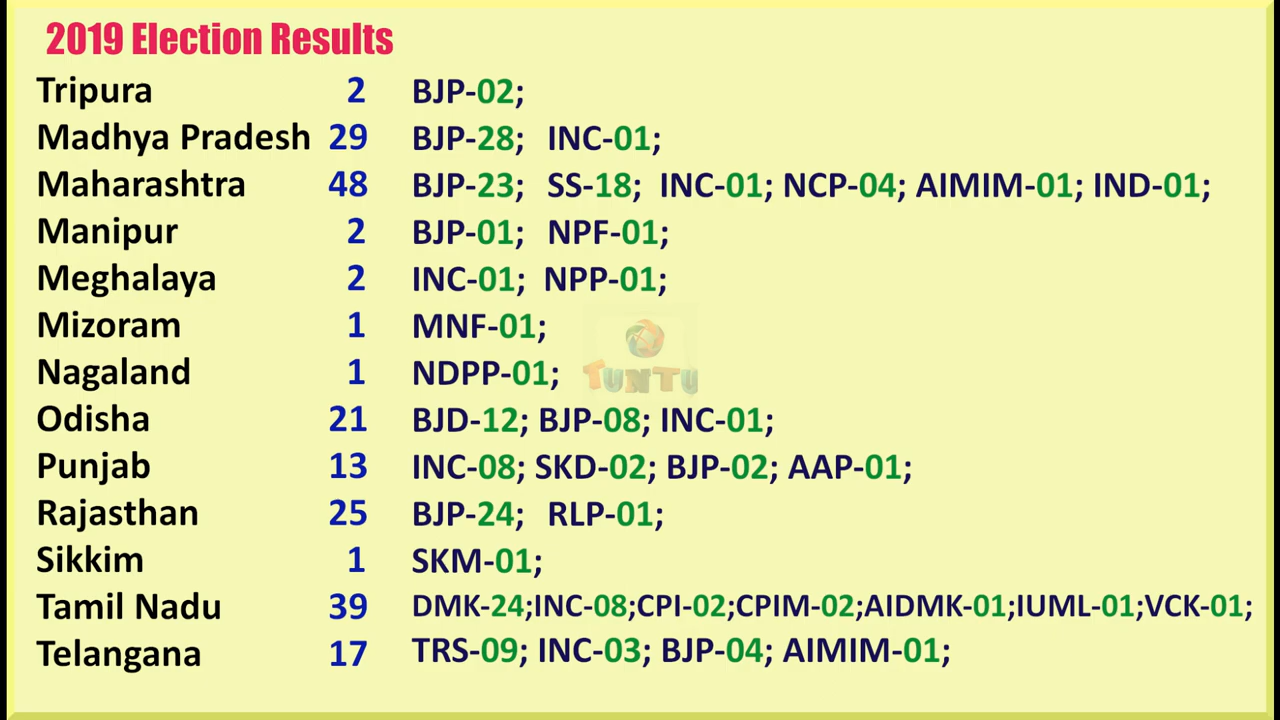 2019 Election Results
Tripura 2 BJP-02;
Madhya Pradesh 29 BJP-28; INC-01;
Maharashtra 48 BJP-23; SS-18; INC-01; NCP-04; AIMIM-01; IND-01;
Manipur 2 BJP-01; NPF-01;
Meghalaya 2 INC-01; NPP-01;
Mizoram 1 MNF-01;
Nagaland 1 NDPP-01;
Odisha 21 BJD-12; BJP-08; INC-01;
Punjab 13 INC-08; SKD-02; BJP-02; AAP-01;
Rajasthan 25 BJP-24; RLP-01;
Sikkim 1 SKM-01;
Tamil Nadu 39 DMK-24;INC-08;CPI-02;CPIM-02;AIDMK-01;IUML-01;VCK-01;
Telangana 17 TRS-09; INC-03; BJP-04; AIMIM-01;
TUNTU